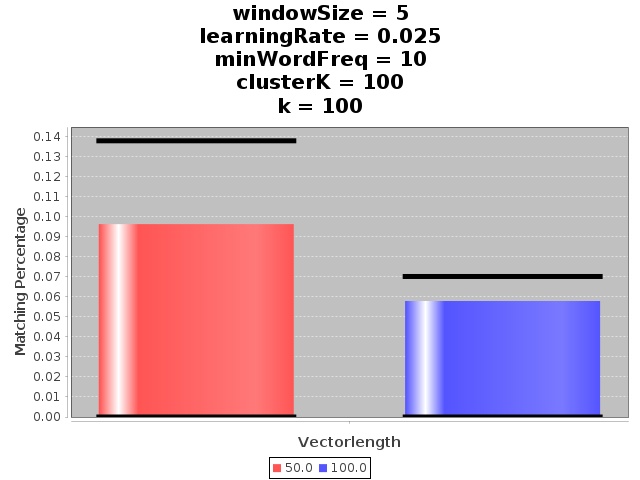 windowSize = 5
learningRate = 0.025
minWordFreq = 10
clusterK = 100
k = 100
0.14
0.13
0.12
0.11
0.10
0.09
0.08
0.07
0.06
0.05
0.04
0.03
0.02
0.01
0.00
Matching Percentage
Vectorlength
50.0 100.0